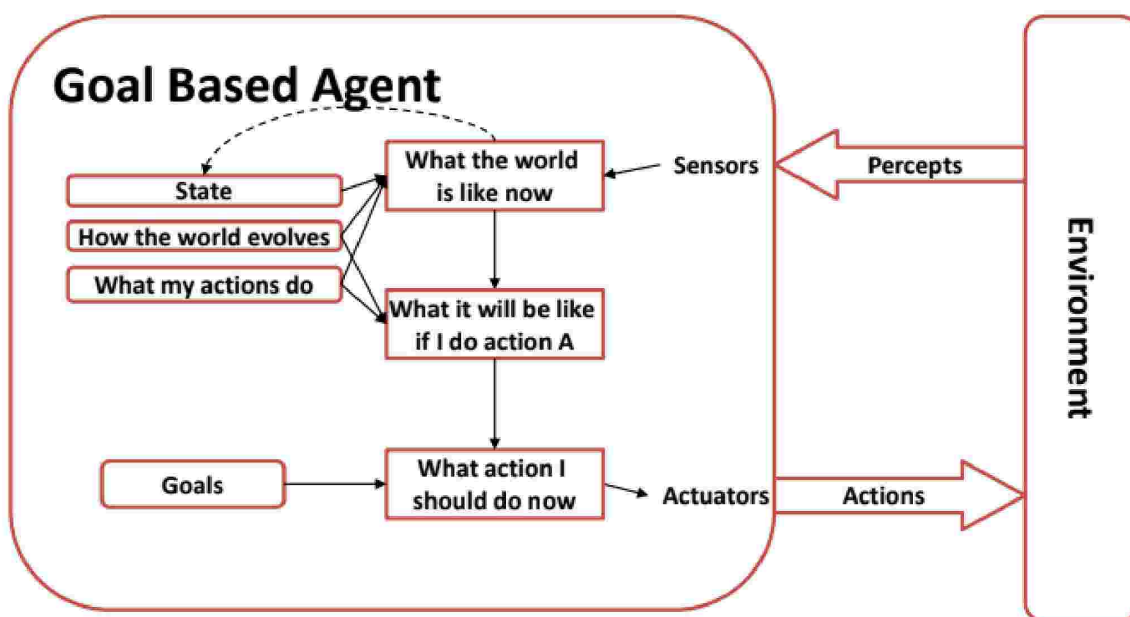 Goal Based Agent
What the world
is like now
Sensors
Percepts
State
How the world evolves
What my actions do
What it will be like
if I do action A
Environment
Goals
What action I
should do now
Actuators
Actions